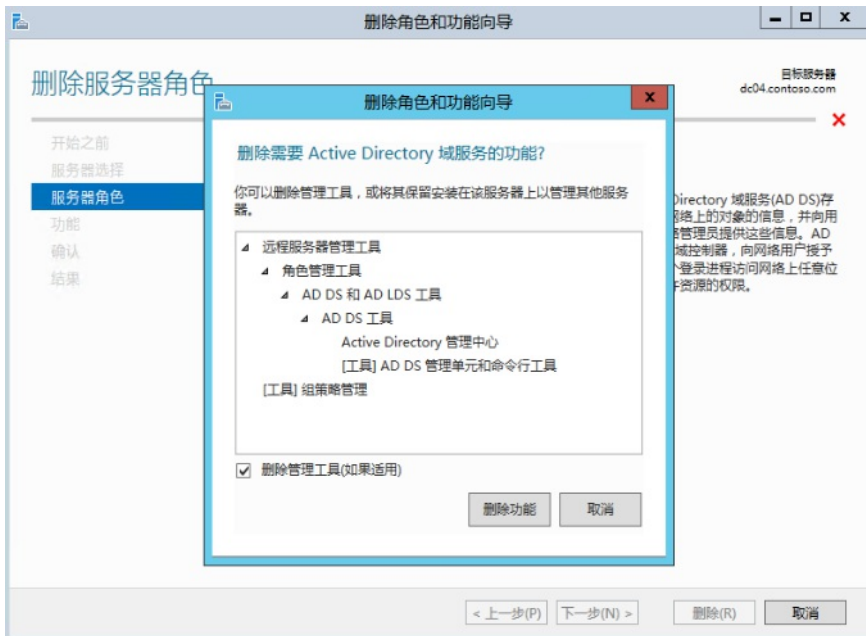 删除角色和功能向导
删除服务器角色
目标服务器
dc04.contoso.com
开始之前
服务器选择
服务器角色
功能
确认
结果
删除角色和功能向导
删除需要 Active Directory 域服务的功能?
你可以删除管理工具，或将其保留安装在该服务器上以管理其他服务
器。
远程服务器管理工具
角色管理工具
AD DS 和 AD LDS 工具
AD DS 工具
Active Directory 管理中心
[工具] AD DS 管理单元和命令行工具
[工具] 组策略管理
删除管理工具(如果适用)
删除功能
取消
Directory 域服务(AD DS)存
网络上的对象的信息，并向用
管理员提供这些信息。AD
域控制器，向网络用户授予
登录进程访问网络上任意位
资源的权限。
< 上一步(P)
下一步(N) >
删除(R)
取消